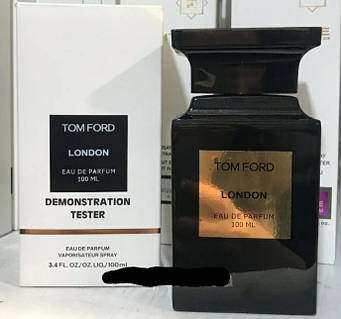 TOM FORD
LONDON
EAU DE PARFUM
100 ML
DEMONSTRATION
TESTER
EAU DE PARFUM
VAPORISATEUR SPRAY
3.4 FL. OZ/OZ. LIQ./100ml
TOM FORD
LONDON
EAU DE PARFUM
100 ML